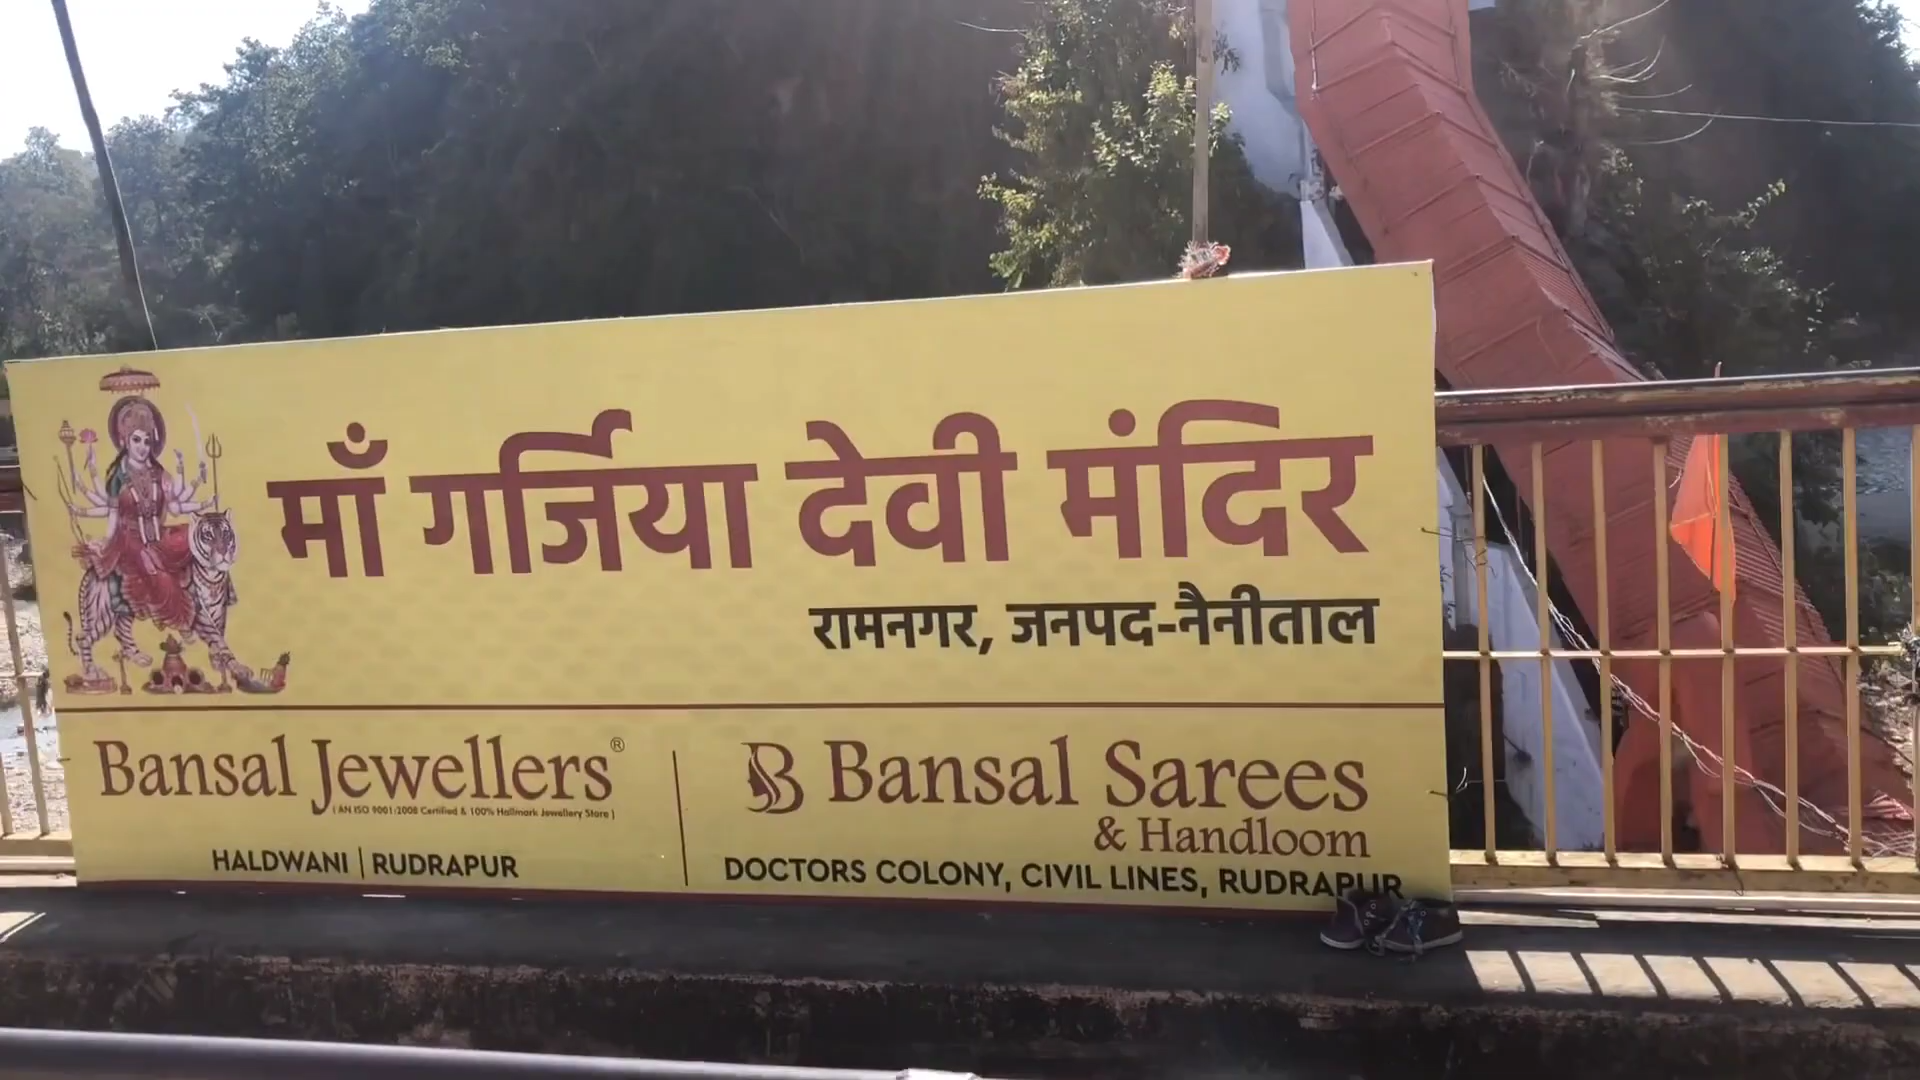 माँ गर्जिया देवी मंदिर
रामनगर, जनपद-नैनीताल
Bansal Jewellers®
( AN ISO 9001:2008 Certified & 100% Hallmark Jewellery Store )
HALDWANI | RUDRAPUR
B Bansal Sarees
& Handloom
DOCTORS COLONY, CIVIL LINES, RUDRAPUR